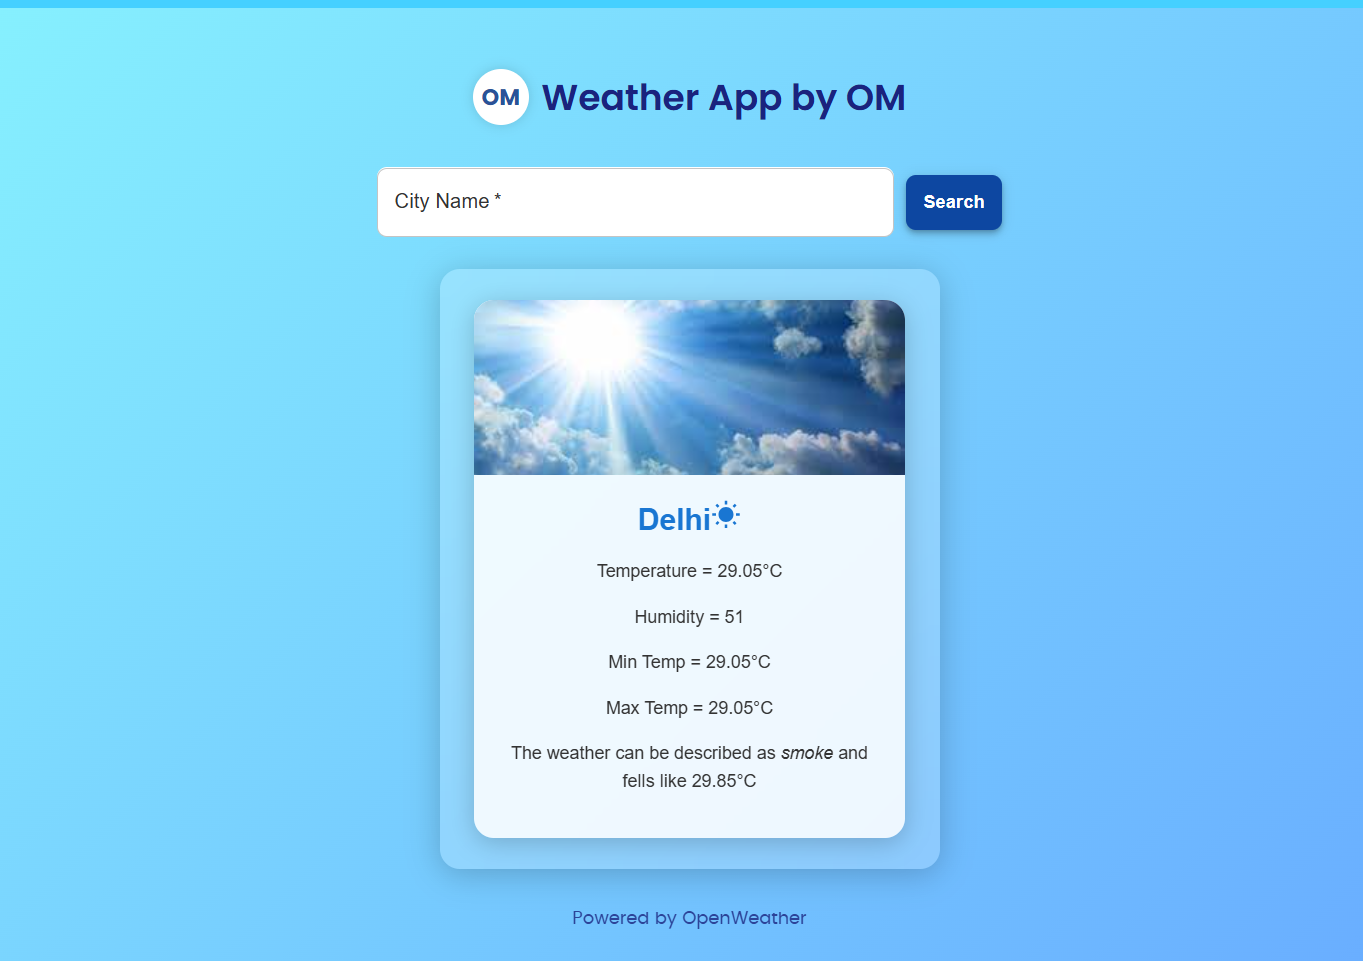 OM
Weather App by OM
City Name *
Search
Delhi
Temperature = 29.05°C
Humidity = 51
Min Temp = 29.05°C
Max Temp = 29.05°C
The weather can be described as smoke and
fells like 29.85°C
Powered by OpenWeather